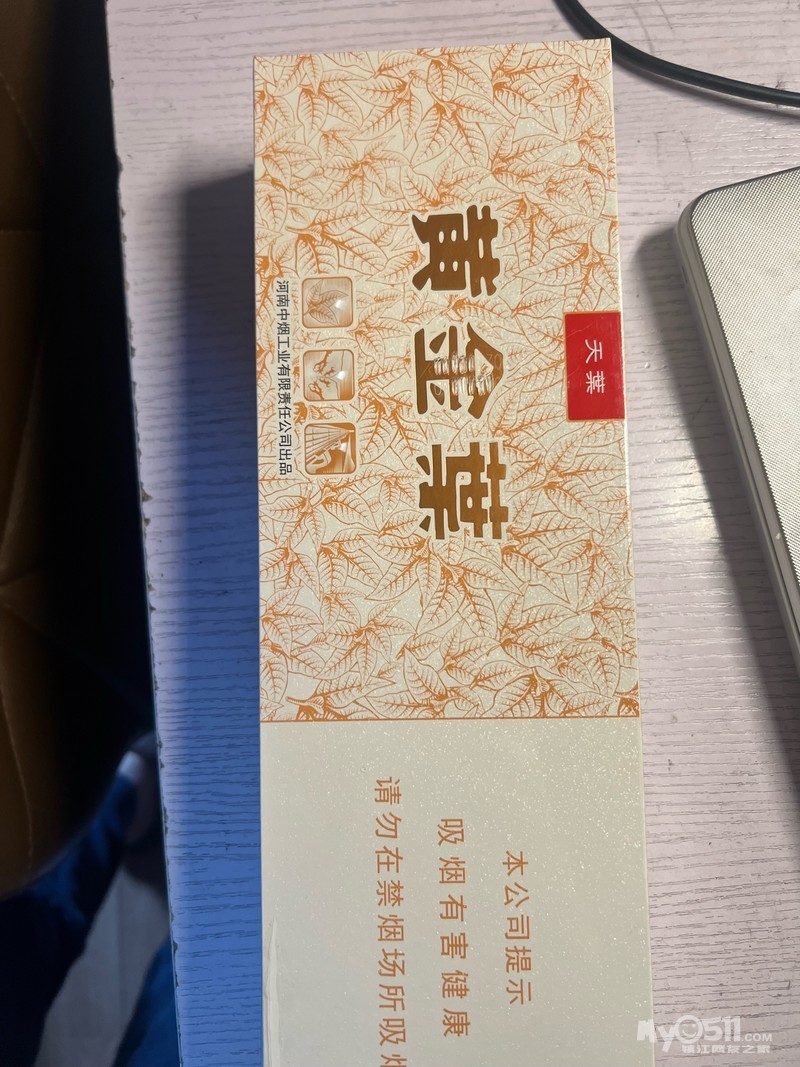 天葉
黄金葉
河南中烟工业有限责任公司出品
本公司提示
吸烟有害健康
请勿在禁烟场所吸烟
My0511.COM
镇江网友之家